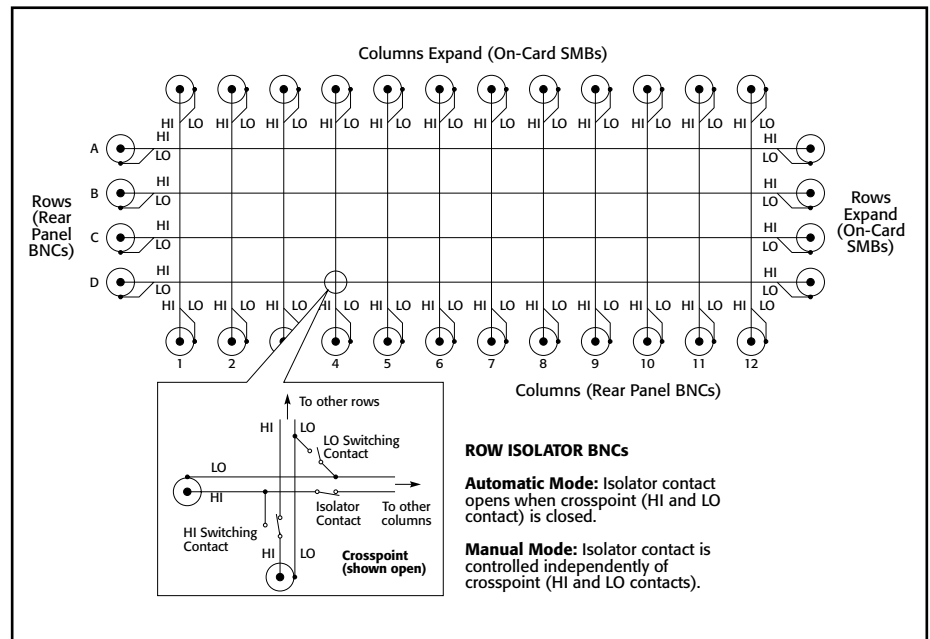 Columns Expand (On-Card SMBs)
HI LO HI LO HI LO HI LO HI LO HI LO HI LO HI LO HI LO HI LO HI LO HI LO
A HI LO HI LO
B HI LO HI LO
C HI LO HI LO
D HI LO HI LO
Rows
(Rear
Panel
BNCs)
Rows
Expand
(On-Card
SMBs)
HI LO HI LO HI LO HI LO HI LO HI LO HI LO HI LO HI LO HI LO HI LO HI LO
1 2 4 5 6 7 8 9 10 11 12
Columns (Rear Panel BNCs)
To other rows
HI LO
LO Switching
Contact
LO
HI
Isolator
Contact
To other
columns
HI Switching
Contact
HI LO
Crosspoint
(shown open)
ROW ISOLATOR BNCs
Automatic Mode: Isolator contact
opens when crosspoint (HI and LO
contact) is closed.
Manual Mode: Isolator contact is
controlled independently of
crosspoint (HI and LO contacts).